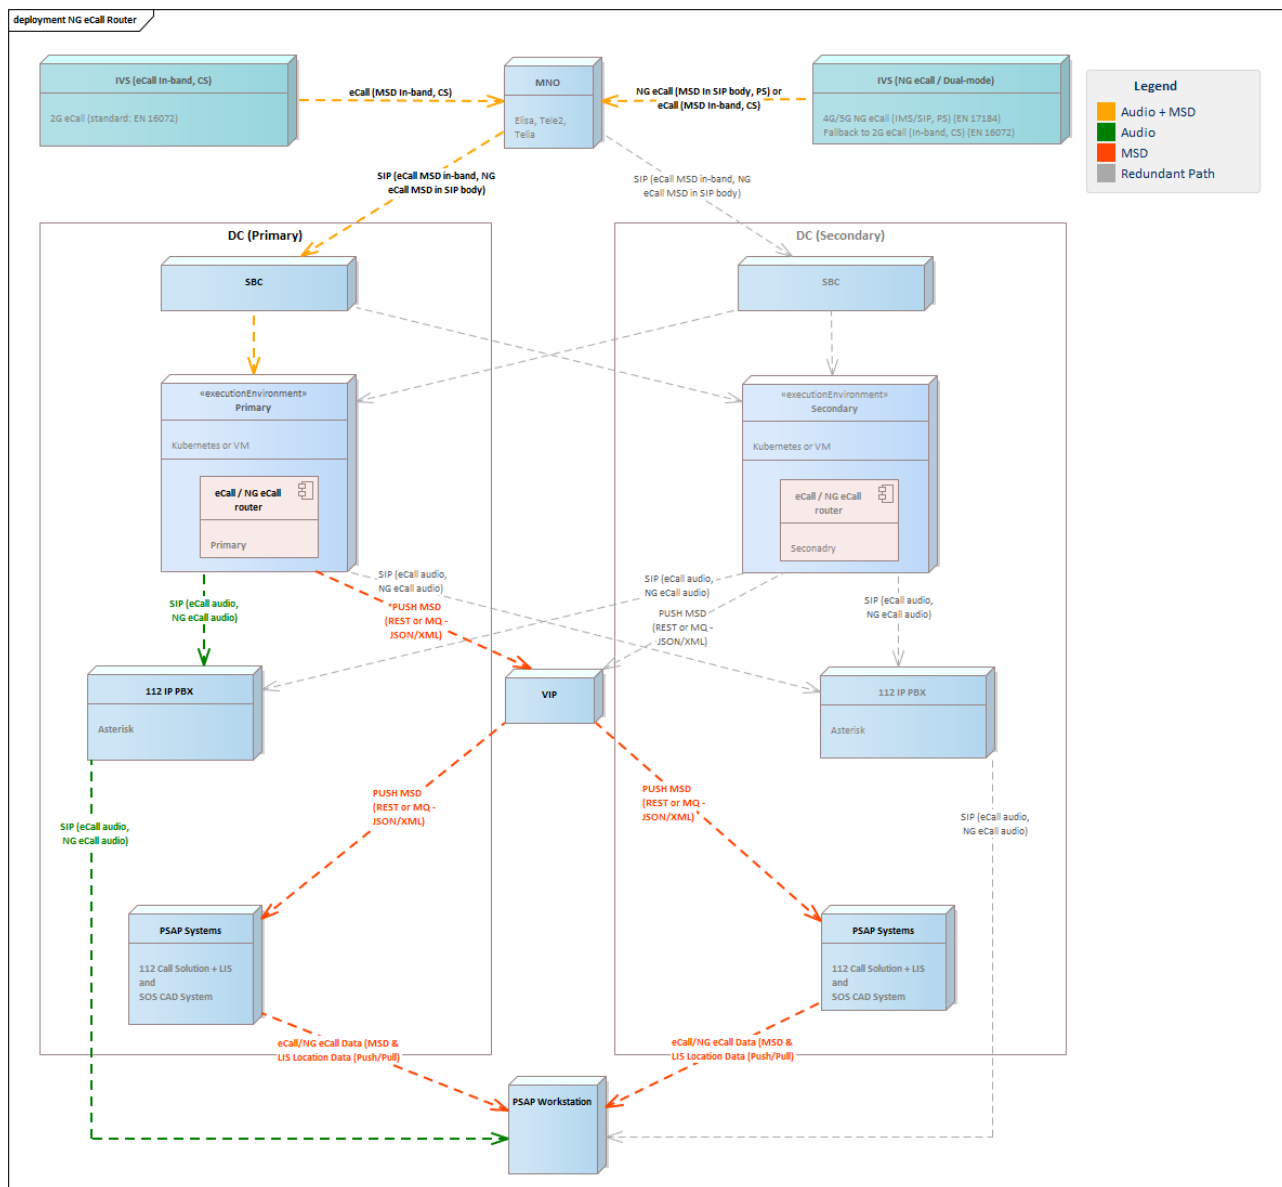 deployment NG eCall Router
IVS (eCall In-band, CS)
2G eCall (standard: EN 16072)
eCall (MSD In-band, CS)
MNO
Elisa, Tele2,
Telia
NG eCall (MSD In SIP body, PS) or
eCall (MSD In-band, CS)
IVS (NG eCall / Dual-mode)
4G/5G NG eCall (IMS/SIP, PS) (EN 17184)
Fallback to 2G eCall (In-band, CS) (EN 16072)
Legend
Audio + MSD
Audio
MSD
Redundant Path
SIP (eCall MSD in-band, NG
eCall MSD in SIP body)
SIP (eCall MSD in-band, NG
eCall MSD in SIP body)
DC (Primary)
DC (Secondary)
SBC
SBC
«executionEnvironment»
Primary
Kubernetes or VM
eCall / NG eCall
router
Primary
«executionEnvironment»
Secondary
Kubernetes or VM
eCall / NG eCall
router
Seconadry
SIP (eCall audio,
NG eCall audio)
SIP (eCall audio,
NG eCall audio)
PUSH MSD
(REST or MQ -
JSON/XML)
SIP (eCall audio,
NG eCall audio)
PUSH MSD
(REST or MQ -
JSON/XML)
SIP (eCall audio,
NG eCall audio)
112 IP PBX
Asterisk
VIP
112 IP PBX
Asterisk
PUSH MSD
(REST or MQ -
JSON/XML)
PUSH MSD
(REST or MQ -
JSON/XML)
SIP (eCall audio,
NG eCall audio)
SIP (eCall audio,
NG eCall audio)
PSAP Systems
112 Call Solution + LIS
and
SOS CAD System
PSAP Systems
112 Call Solution + LIS
and
SOS CAD System
eCall/NG eCall Data (MSD &
LIS Location Data (Push/Pull)
eCall/NG eCall Data (MSD &
LIS Location Data (Push/Pull)
PSAP Workstation